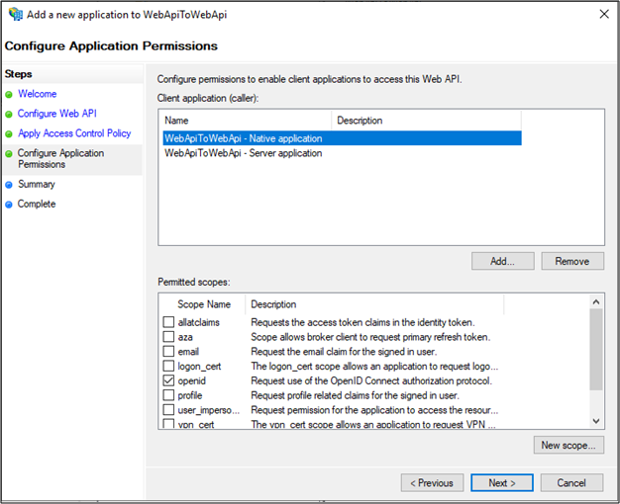 Add a new application to WebApiToWebApi
Configure Application Permissions
Steps
Welcome
Configure Web API
Apply Access Control Policy
Configure Application
Permissions
Summary
Complete
Configure permissions to enable client applications to access this Web API.
Client application (caller):
Name Description
WebApiToWebApi - Native application
WebApiToWebApi - Server application
Add... Remove
Permitted scopes:
Scope Name Description
allatclaims Requests the access token claims in the identity token.
aza Scope allows broker client to request primary refresh token.
email Request the email claim for the signed in user.
logon_cert The logon_cert scope allows an application to request logo...
openid Request use of the OpenID Connect authorization protocol.
profile Request profile related claims for the signed in user.
user_imperso... Request permission for the application to access the resour...
vpn_cert The vpn_cert scope allows an application to request VPN ...
New scope...
< Previous Next > Cancel